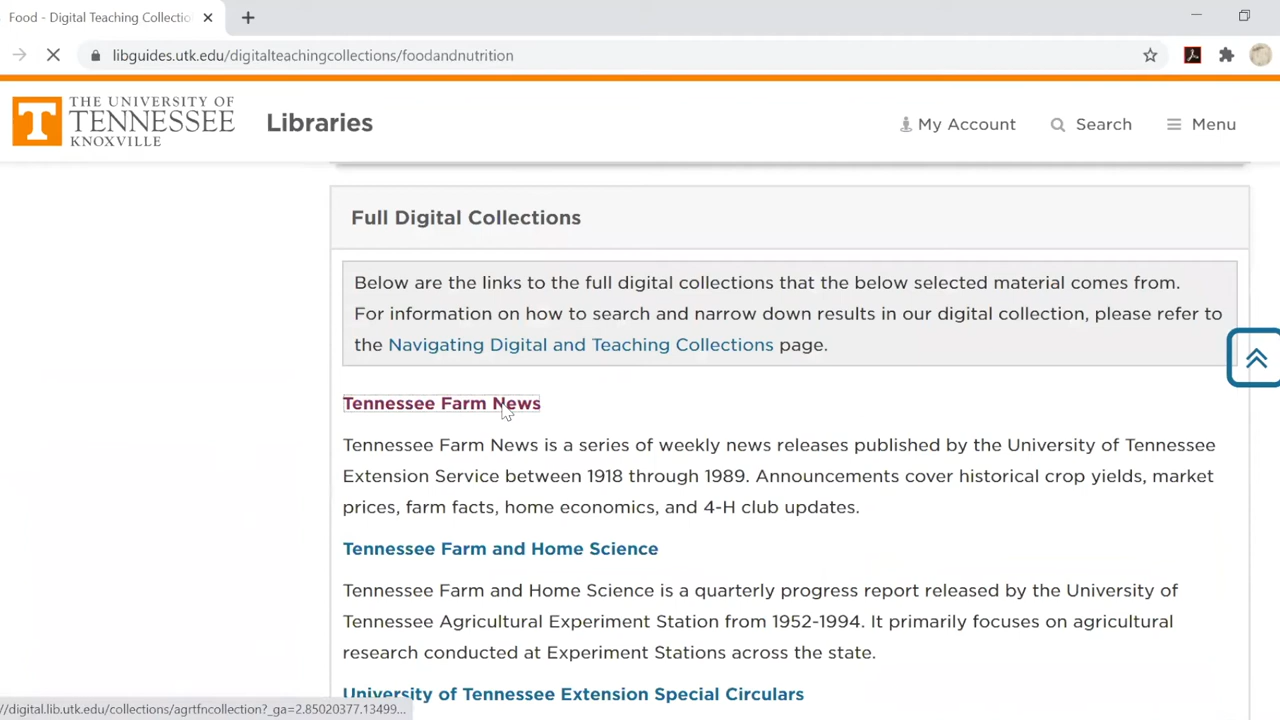 Food - Digital Teaching Collectio
libguides.utk.edu/digitalteachingcollections/foodandnutrition
THE UNIVERSITY OF
TENNESSEE
KNOXVILLE
Libraries
My Account
Search
Menu
Full Digital Collections
Below are the links to the full digital collections that the below selected material comes from.
For information on how to search and narrow down results in our digital collection, please refer to
the Navigating Digital and Teaching Collections page.
Tennessee Farm News
Tennessee Farm News is a series of weekly news releases published by the University of Tennessee
Extension Service between 1918 through 1989. Announcements cover historical crop yields, market
prices, farm facts, home economics, and 4-H club updates.
Tennessee Farm and Home Science
Tennessee Farm and Home Science is a quarterly progress report released by the University of
Tennessee Agricultural Experiment Station from 1952-1994. It primarily focuses on agricultural
research conducted at Experiment Stations across the state.
University of Tennessee Extension Special Circulars
//digital.lib.utk.edu/collections/agrtfncollection?_ga=2.85020377.13499...